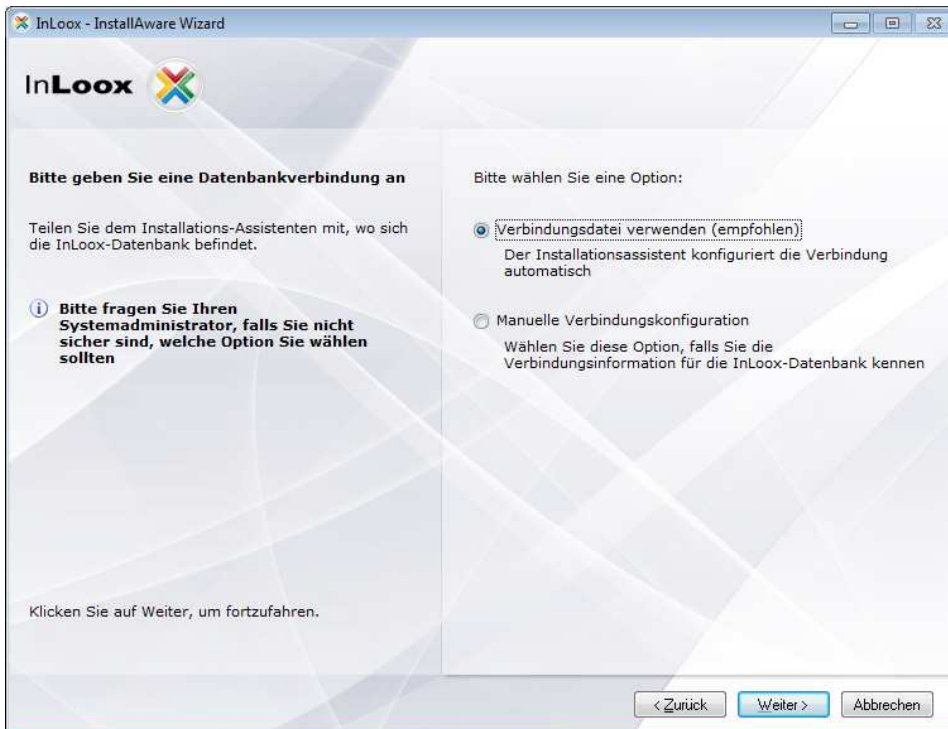 InLoox - InstallAware Wizard
InLoox
Bitte geben Sie eine Datenbankverbindung an
Teilen Sie dem Installations-Assistenten mit, wo sich
die InLoox-Datenbank befindet.
Bitte fragen Sie Ihren
Systemadministrator, falls Sie nicht
sicher sind, welche Option Sie wählen
sollten
Klicken Sie auf Weiter, um fortzufahren.
Bitte wählen Sie eine Option:
Verbindungsdatei verwenden (empfohlen)
Der Installationsassistent konfiguriert die Verbindung
automatisch
Manuelle Verbindungskonfiguration
Wählen Sie diese Option, falls Sie die
Verbindungsinformation für die InLoox-Datenbank kennen
< Zurück
Weiter >
Abbrechen